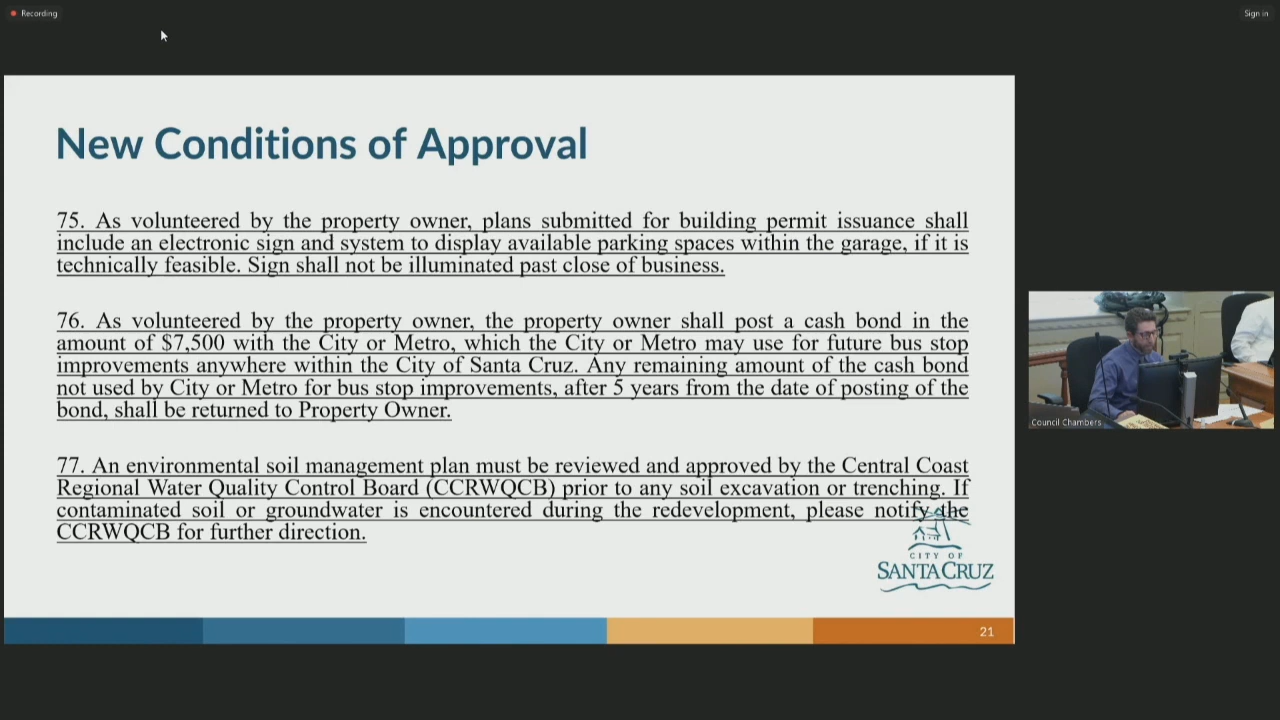 Recording
Sign in
New Conditions of Approval
75. As volunteered by the property owner, plans submitted for building permit issuance shall
include an electronic sign and system to display available parking spaces within the garage, if it is
technically feasible. Sign shall not be illuminated past close of business.
76. As volunteered by the property owner, the property owner shall post a cash bond in the
amount of $7,500 with the City or Metro, which the City or Metro may use for future bus stop
improvements anywhere within the City of Santa Cruz. Any remaining amount of the cash bond
not used by City or Metro for bus stop improvements, after 5 years from the date of posting of the
bond, shall be returned to Property Owner.
77. An environmental soil management plan must be reviewed and approved by the Central Coast
Regional Water Quality Control Board (CCRWQCB) prior to any soil excavation or trenching. If
contaminated soil or groundwater is encountered during the redevelopment, please notify the
CCRWQCB for further direction.
CITY OF
SANTA CRUZ
21
Council Chambers